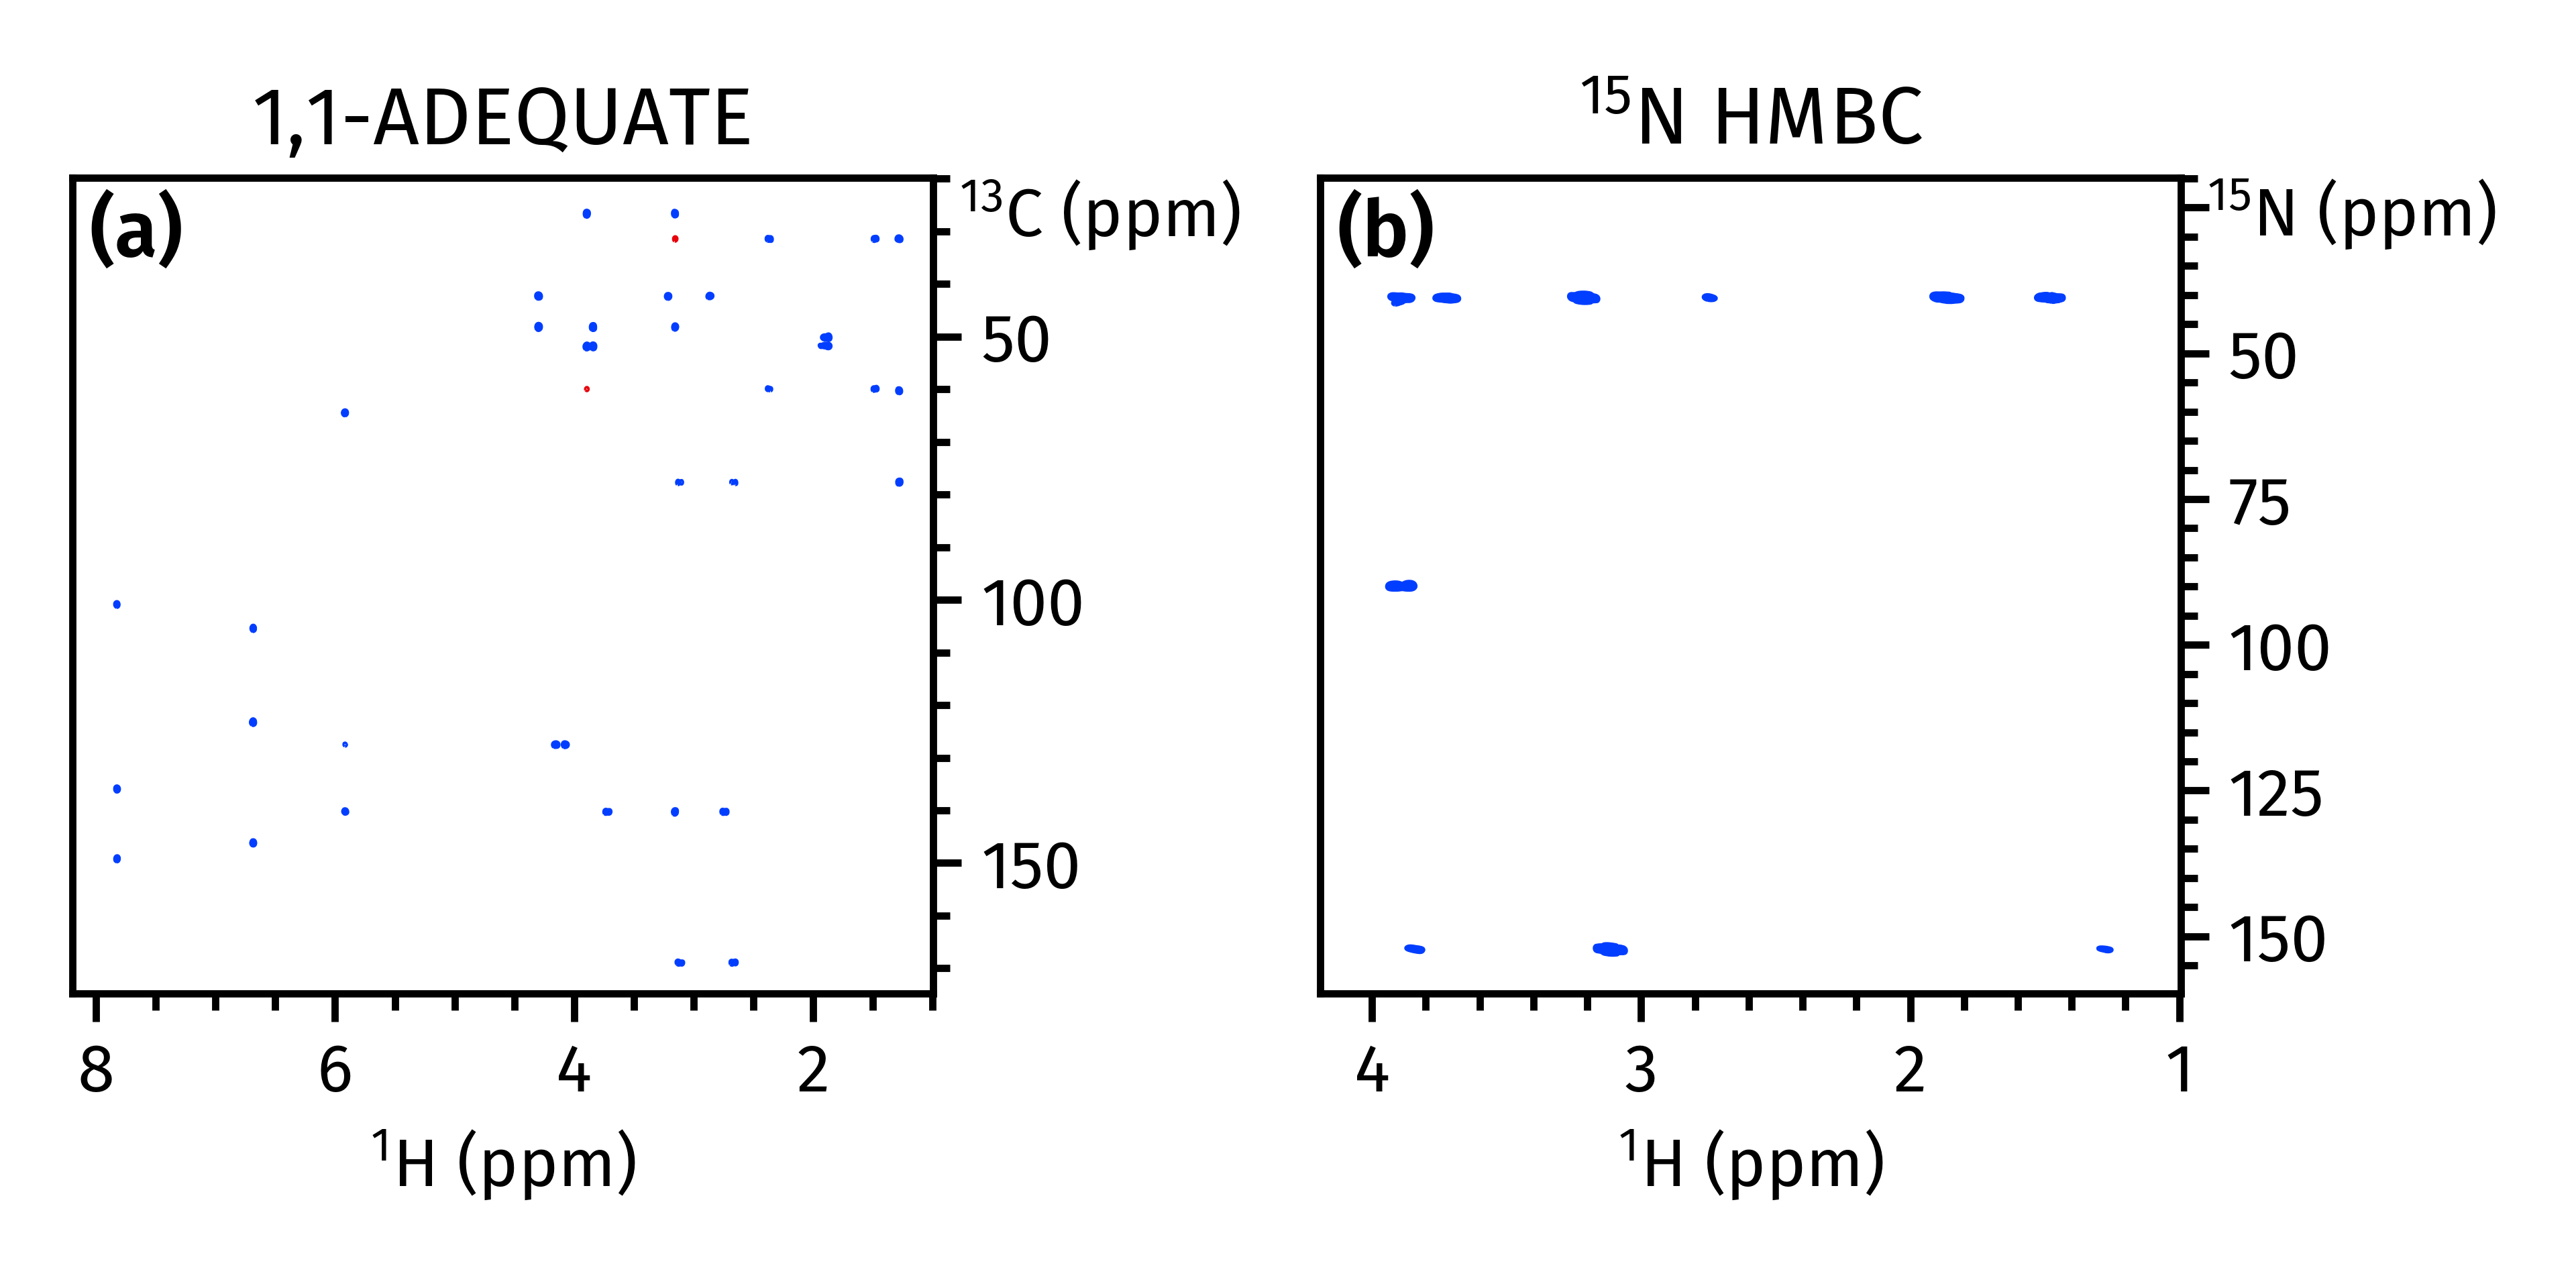 1,1-ADEQUATE
(a)
¹³C (ppm)
50
100
150
8 6 4 2
¹H (ppm)
¹⁵N HMBC
(b)
¹⁵N (ppm)
50
75
100
125
150
4 3 2 1
¹H (ppm)